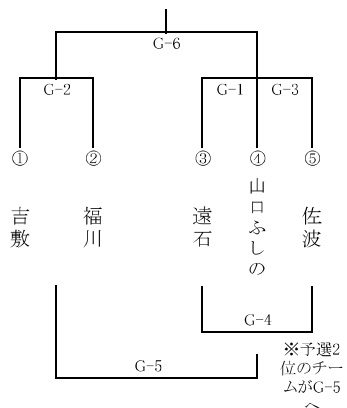 G-6
G-2
G-1
G-3
①
②
③
④
⑤
吉敷
福川
遠石
山口ふしの
佐波
G-4
G-5
※予選2
位のチー
ムがG-5
へ